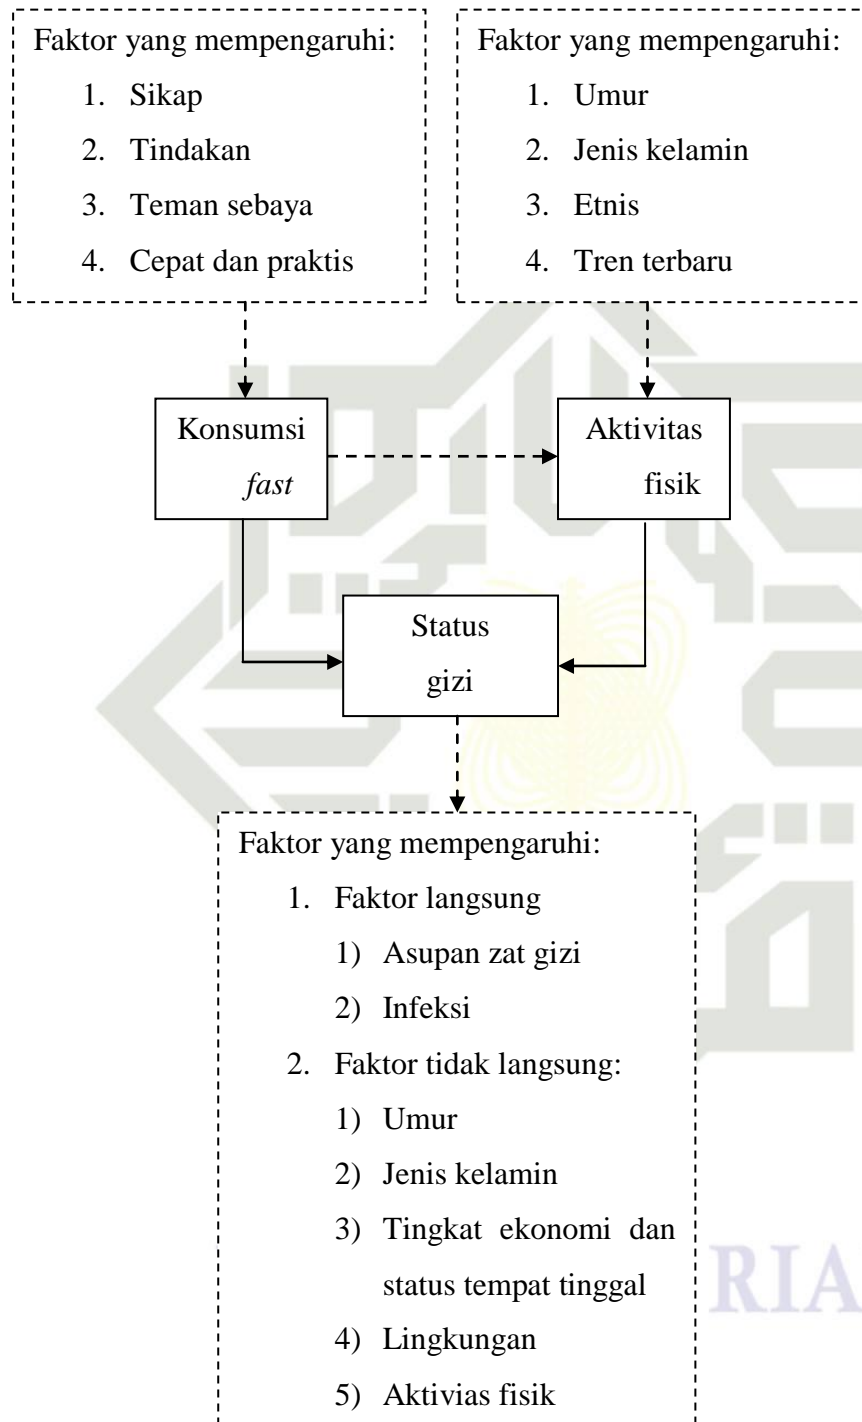 Faktor yang mempengaruhi:
1. Sikap
2. Tindakan
3. Teman sebaya
4. Cepat dan praktis
Faktor yang mempengaruhi:
1. Umur
2. Jenis kelamin
3. Etnis
4. Tren terbaru
Konsumsi
fast
Aktivitas
fisik
Status
gizi
Faktor yang mempengaruhi:
1. Faktor langsung
1) Asupan zat gizi
2) Infeksi
2. Faktor tidak langsung:
1) Umur
2) Jenis kelamin
3) Tingkat ekonomi dan
status tempat tinggal
4) Lingkungan
5) Aktivias fisik
RIA